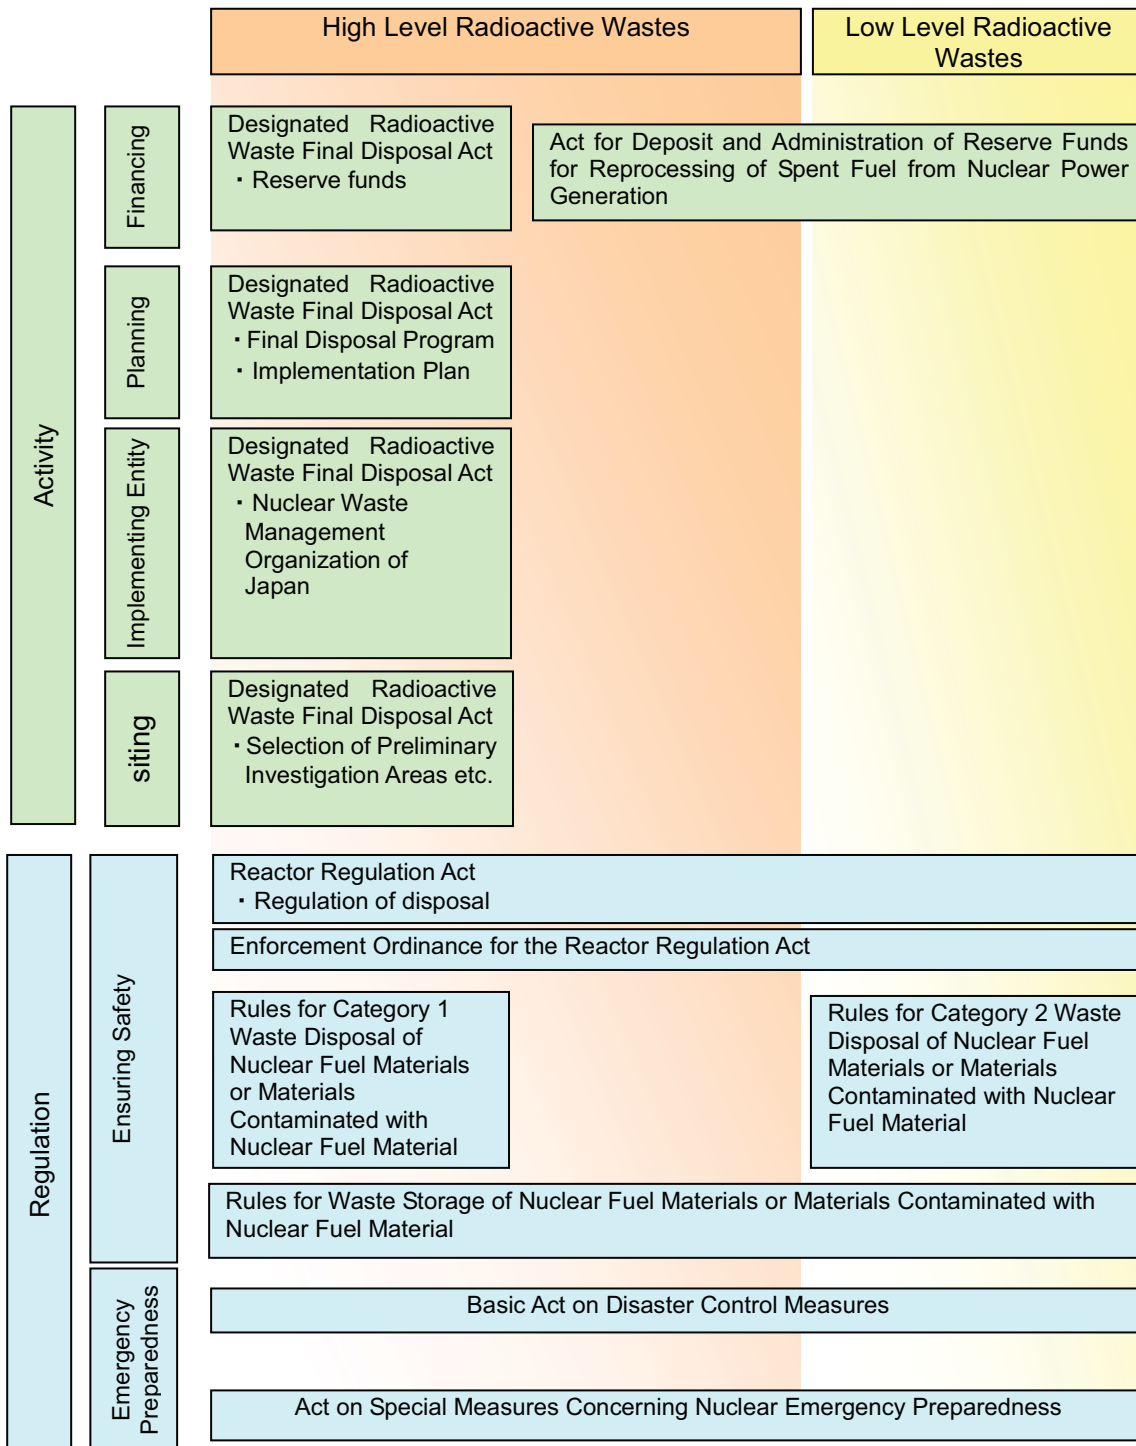 High Level Radioactive Wastes
Low Level Radioactive
Wastes
Activity
Financing
Designated Radioactive
Waste Final Disposal Act
・Reserve funds
Act for Deposit and Administration of Reserve Funds
for Reprocessing of Spent Fuel from Nuclear Power
Generation
Planning
Designated Radioactive
Waste Final Disposal Act
・Final Disposal Program
・Implementation Plan
Implementing Entity
Designated Radioactive
Waste Final Disposal Act
・Nuclear Waste
Management
Organization of
Japan
siting
Designated Radioactive
Waste Final Disposal Act
・Selection of Preliminary
Investigation Areas etc.
Regulation
Ensuring Safety
Reactor Regulation Act
・Regulation of disposal
Enforcement Ordinance for the Reactor Regulation Act
Rules for Category 1
Waste Disposal of
Nuclear Fuel Materials
or Materials
Contaminated with
Nuclear Fuel Material
Rules for Category 2 Waste
Disposal of Nuclear Fuel
Materials or Materials
Contaminated with Nuclear
Fuel Material
Rules for Waste Storage of Nuclear Fuel Materials or Materials Contaminated with
Nuclear Fuel Material
Emergency
Preparedness
Basic Act on Disaster Control Measures
Act on Special Measures Concerning Nuclear Emergency Preparedness